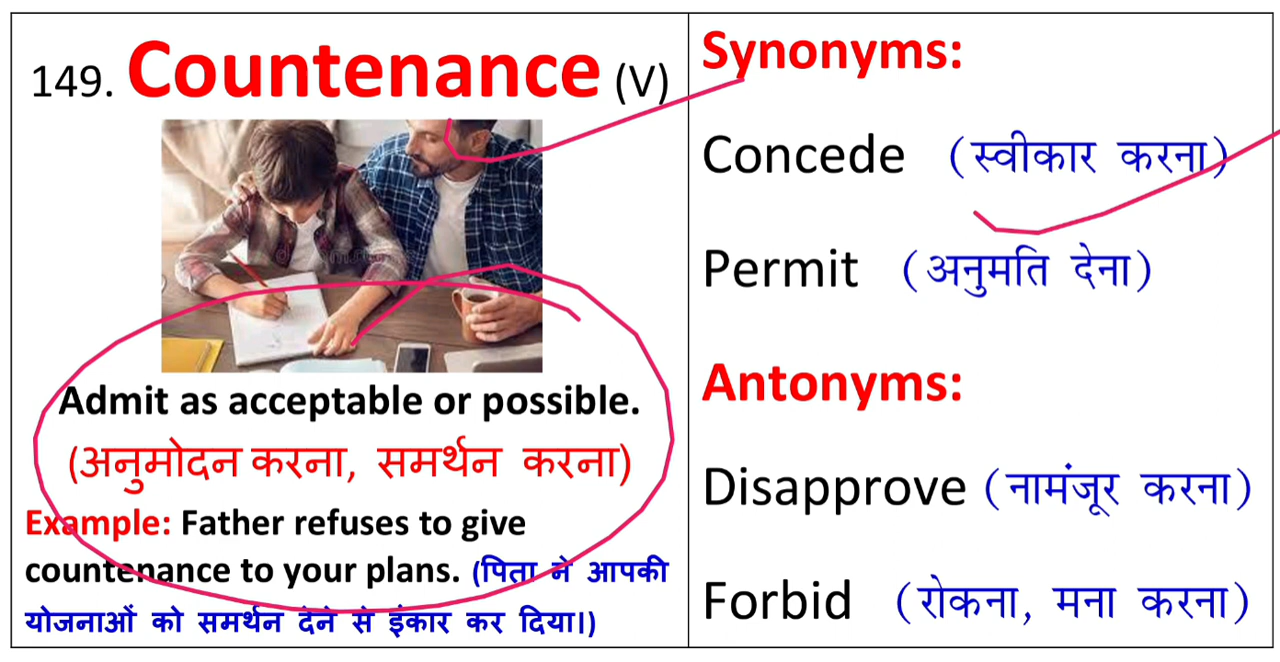 149. Countenance (V)
Admit as acceptable or possible.
(अनुमोदन करना, समर्थन करना)
Example: Father refuses to give
countenance to your plans. (पिता ने आपकी
योजनाओं को समर्थन देने से इंकार कर दिया।)
Synonyms:
Concede (स्वीकार करना)
Permit (अनुमति देना)
Antonyms:
Disapprove (नामंजूर करना)
Forbid (रोकना, मना करना)